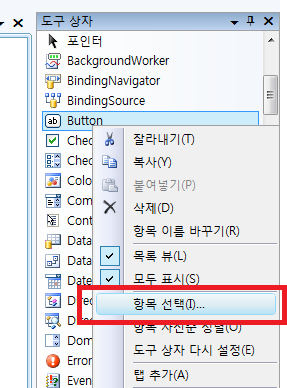 도구 상자
포인터
BackgroundWorker
BindingNavigator
BindingSource
Button
Chec
Chec
Colo
Com
Cont
Data
Data
Date
Direc
Direc
Dom
Error
Even
잘라내기(T)
복사(Y)
붙여넣기(P)
삭제(D)
항목 이름 바꾸기(R)
목록 뷰(L)
모두 표시(S)
항목 선택(I)...
항목 사전순 정렬(O)
도구 상자 다시 설정(E)
탭 추가(A)